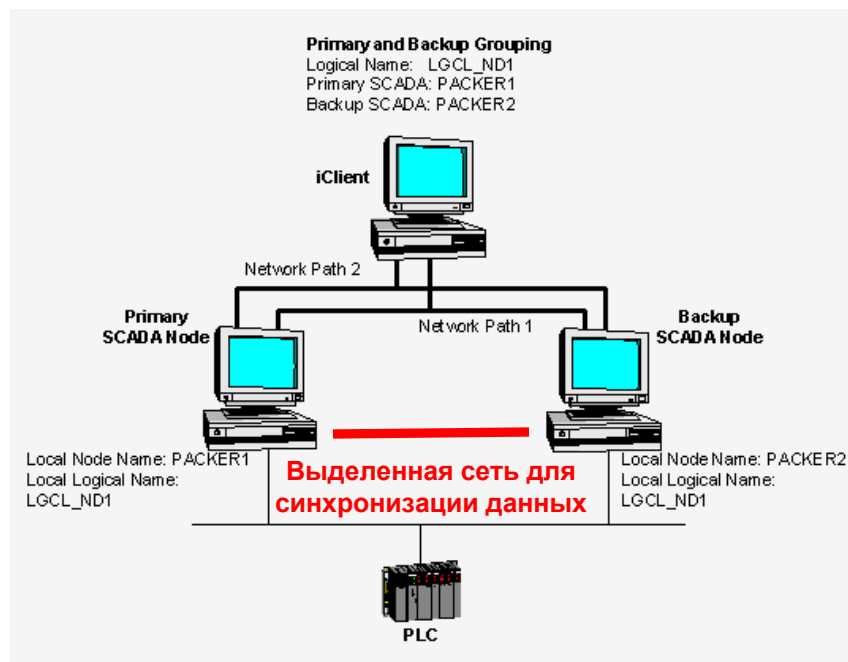 Primary and Backup Grouping
Logical Name: LGCL_ND1
Primary SCADA: PACKER1
Backup SCADA: PACKER2
iClient
Network Path 2
Primary
SCADA Node
Network Path 1
Backup
SCADA Node
Local Node Name: PACKER1
Local Logical Name:
LGCL_ND1
Выделенная сеть для
синхронизации данных
Local Node Name: PACKER2
Local Logical Name:
LGCL_ND1
PLC